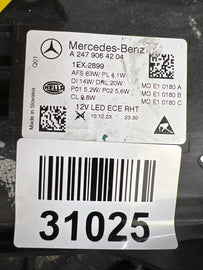 Mercedes-Benz
A 247 906 42 04
1EX-2899
AFS 63W/ PL 4,1W
DI 14W/ DRL 20W
P01 5,2W/ P02 5,6W
CL 9,8W
MD E1 0180 A
MD E1 0180 B
MD E1 0180 C
12V LED ECE RHT
10.12.23 23:30
Q01
HELLA
Made in Slovakia
31025